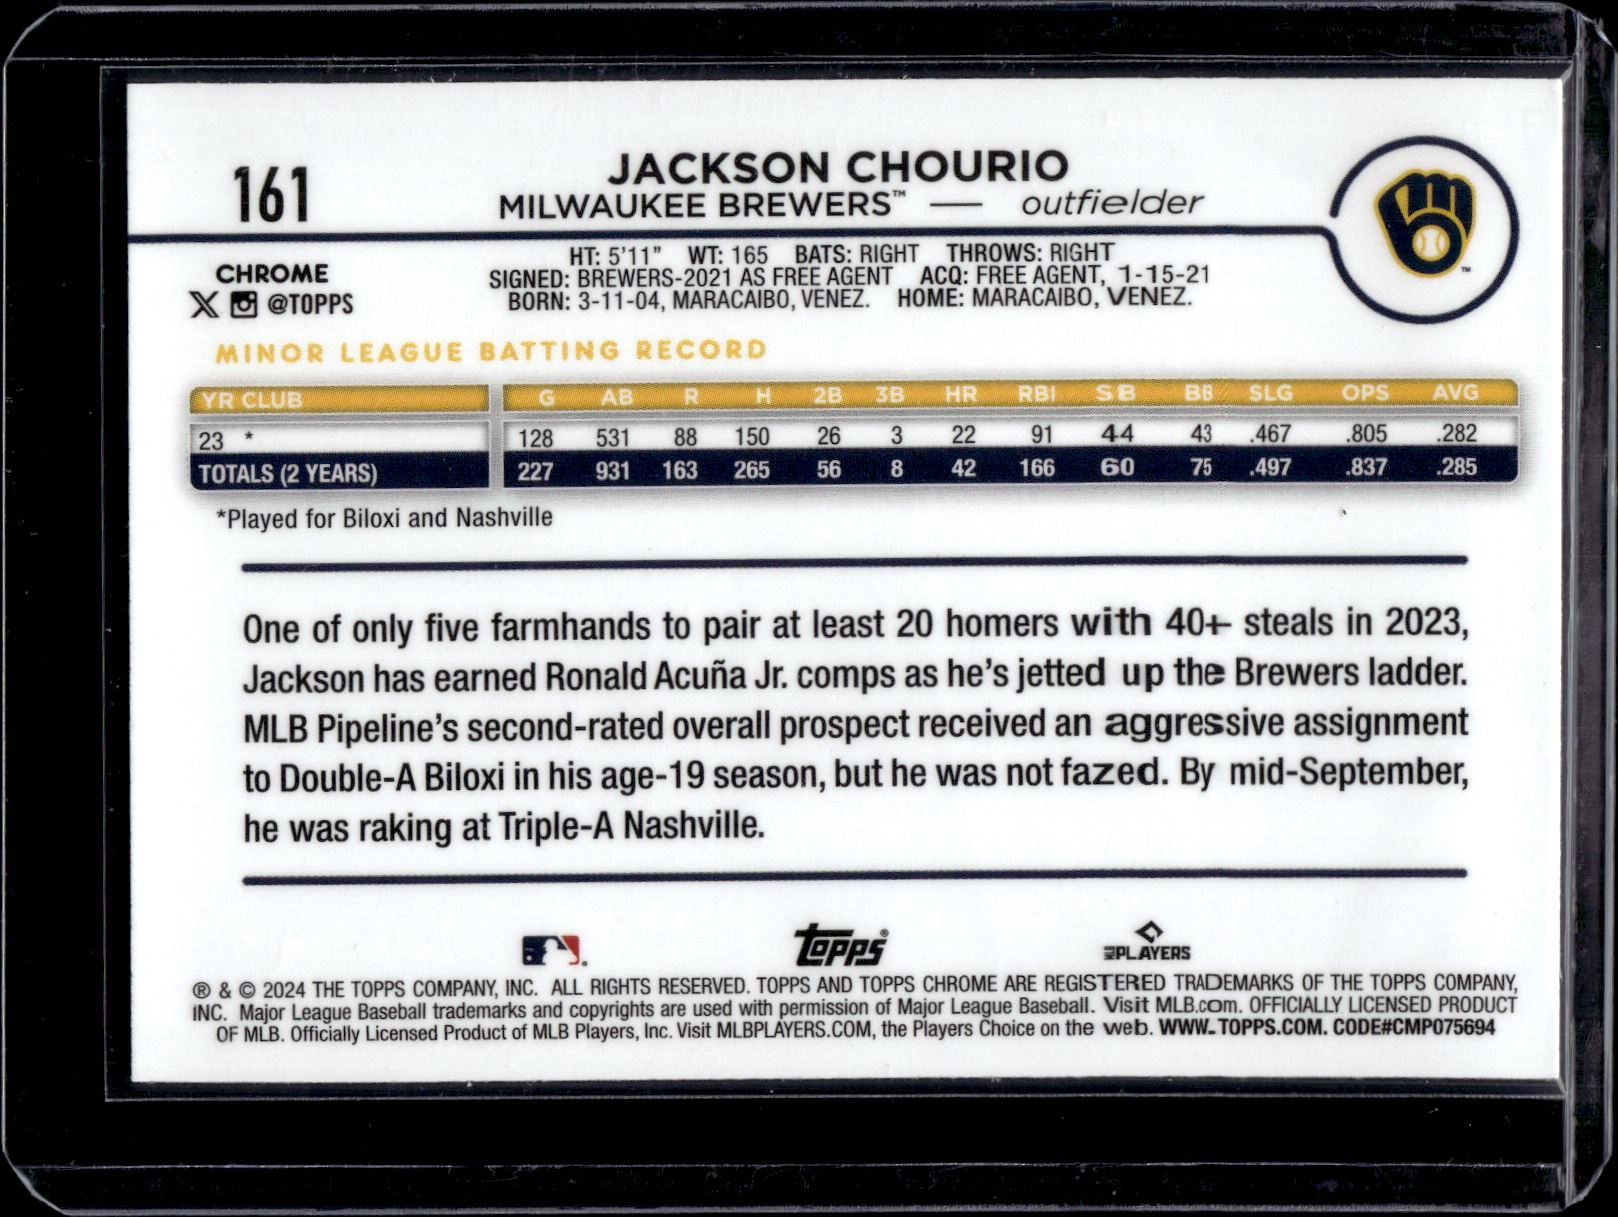 161
JACKSON CHOURIO
MILWAUKEE BREWERS™ — outfielder
CHROME
@TOPPS
HT: 5'11” WT: 165 BATS: RIGHT THROWS: RIGHT
SIGNED: BREWERS-2021 AS FREE AGENT ACQ: FREE AGENT, 1-15-21
BORN: 3-11-04, MARACAIBO, VENEZ. HOME: MARACAIBO, VENEZ.
™
MINOR LEAGUE BATTING RECORD
YR CLUB G AB R H 2B 3B HR RBI SB BB SLG OPS AVG
23 * 128 531 88 150 26 3 22 91 44 43 .467 .805 .282
TOTALS (2 YEARS) 227 931 163 265 56 8 42 166 60 75 .497 .837 .285
*Played for Biloxi and Nashville
One of only five farmhands to pair at least 20 homers with 40+ steals in 2023,
Jackson has earned Ronald Acuña Jr. comps as he’s jetted up the Brewers ladder.
MLB Pipeline’s second-rated overall prospect received an aggressive assignment
to Double-A Biloxi in his age-19 season, but he was not fazed. By mid-September,
he was raking at Triple-A Nashville.
topps®
MLB PLAYERS
® & © 2024 THE TOPPS COMPANY, INC. ALL RIGHTS RESERVED. TOPPS AND TOPPS CHROME ARE REGISTERED TRADEMARKS OF THE TOPPS COMPANY,
INC. Major League Baseball trademarks and copyrights are used with permission of Major League Baseball. Visit MLB.com. OFFICIALLY LICENSED PRODUCT
OF MLB. Officially Licensed Product of MLB Players, Inc. Visit MLBPLAYERS.COM, the Players Choice on the web. WWW.TOPPS.COM. CODE#CMP075694